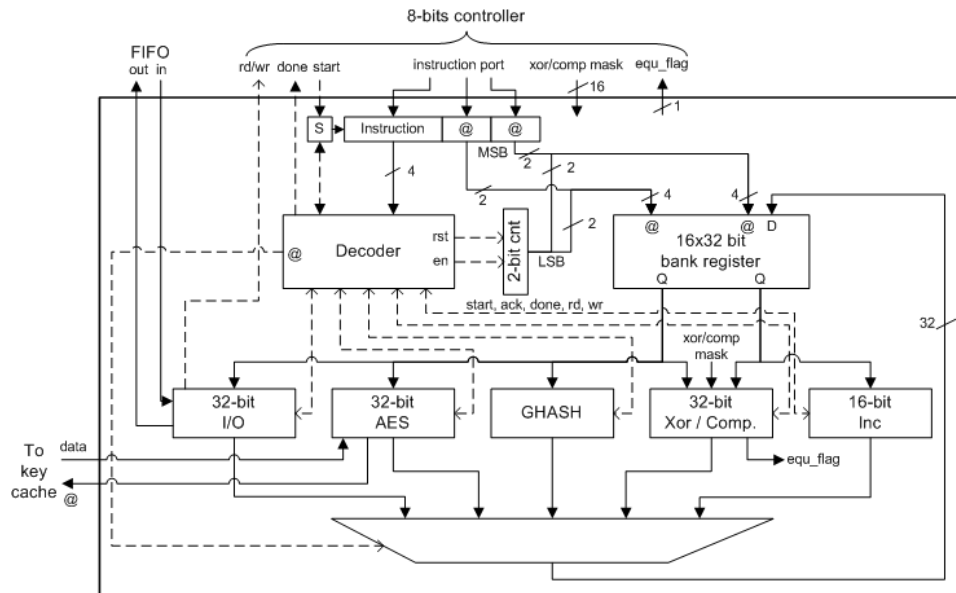 8-bits controller
FIFO
out in
rd/wr done start
instruction port
xor/comp mask
equ_flag
16
1
S
Instruction
@
@
MSB
2
2
4
2
4
4
2
@
Decoder
rst
en
2-bit cnt
LSB
@
@ D
16x32 bit
bank register
Q
Q
start, ack, done, rd, wr
32
xor/comp
mask
32-bit
I/O
32-bit
AES
GHASH
32-bit
Xor / Comp.
16-bit
Inc
To
key
cache
data
@
equ_flag